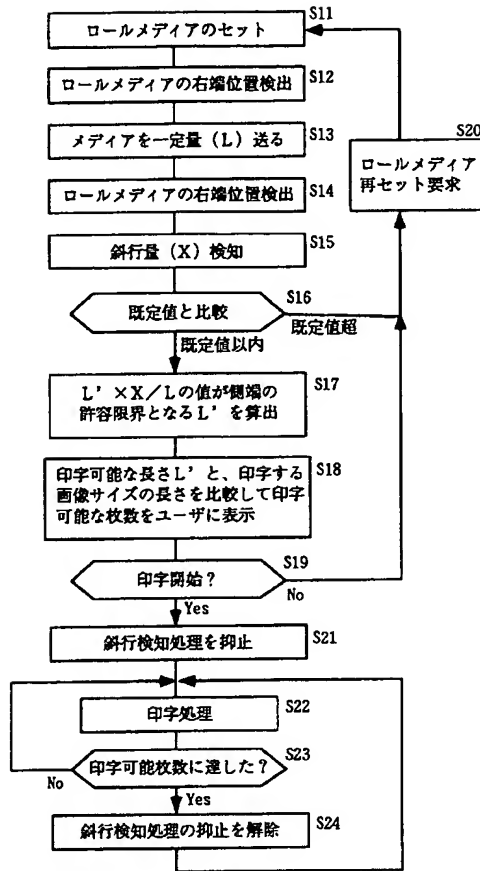 S11
ロールメディアのセット
S12
ロールメディアの右端位置検出
S13
メディアを一定量（L）送る
S20
ロールメディア
再セット要求
S14
ロールメディアの右端位置検出
S15
斜行量（X）検知
S16
既定値と比較
既定値超
既定値以内
S17
L’×X／Lの値が側端の
許容限界となるL’を算出
S18
印字可能な長さL’と、印字する
画像サイズの長さを比較して印字
可能な枚数をユーザに表示
S19
印字開始？
No
Yes
S21
斜行検知処理を抑止
S22
印字処理
S23
印字可能枚数に達した？
No
Yes
S24
斜行検知処理の抑止を解除